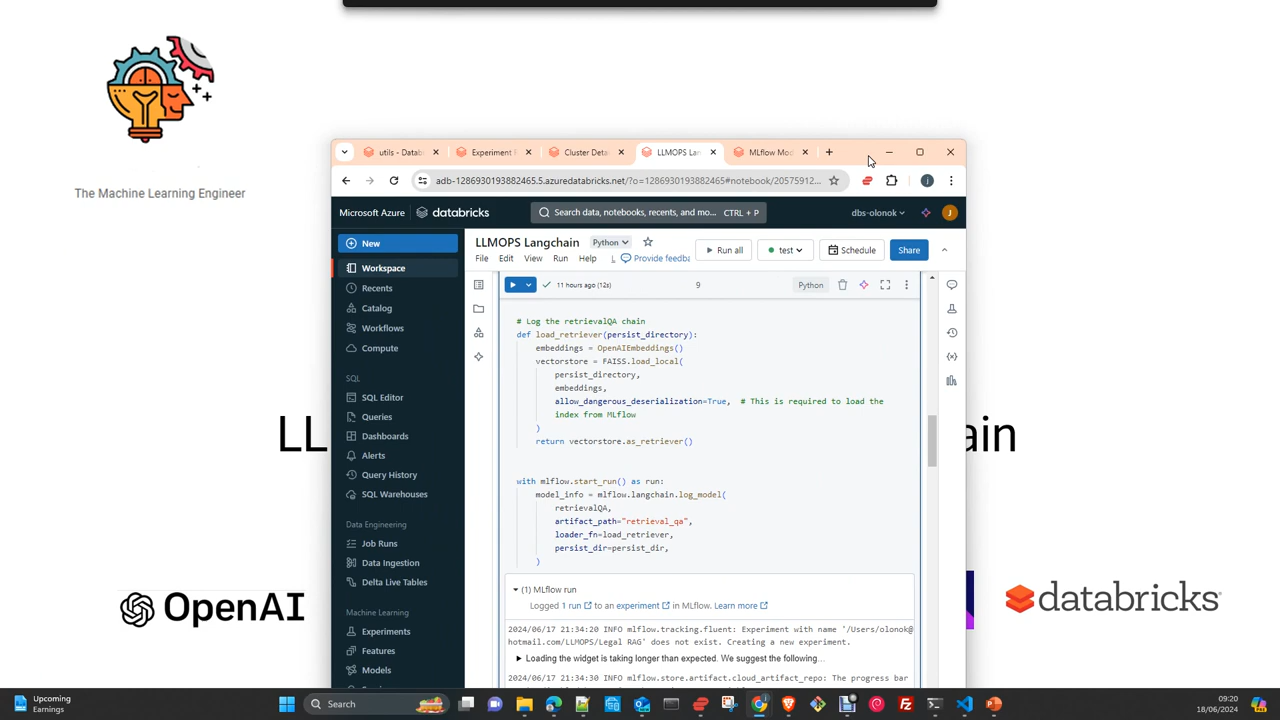 The Machine Learning Engineer
utils - Datab
Experiment R
Cluster Deta
LLMOPS Lan
MLflow Mod
adb-1286930193882465.5.azuredatabricks.net/?o=1286930193882465#notebook/20575912...
Microsoft Azure databricks
Search data, notebooks, recents, and mo... CTRL + P
dbs-olonok
J
New
Workspace
Recents
Catalog
Workflows
Compute
SQL
SQL Editor
Queries
Dashboards
Alerts
Query History
SQL Warehouses
Data Engineering
Job Runs
Data Ingestion
Delta Live Tables
Machine Learning
Experiments
Features
Models
LLMOPS Langchain Python
Run all test Schedule Share
File Edit View Run Help Provide feedba
11 hours ago (12s) 9 Python
# Log the retrievalQA chain
def load_retriever(persist_directory):
embeddings = OpenAIEmbeddings()
vectorstore = FAISS.load_local(
persist_directory,
embeddings,
allow_dangerous_deserialization=True, # This is required to load the
index from MLflow
)
return vectorstore.as_retriever()
with mlflow.start_run() as run:
model_info = mlflow.langchain.log_model(
retrievalQA,
artifact_path="retrieval_qa",
loader_fn=load_retriever,
persist_dir=persist_dir,
)
(1) MLflow run
Logged 1 run to an experiment in MLflow. Learn more
2024/06/17 21:34:20 INFO mlflow.tracking.fluent: Experiment with name '/Users/olonok@
hotmail.com/LLMOPS/Legal RAG' does not exist. Creating a new experiment.
Loading the widget is taking longer than expected. We suggest the following...
2024/06/17 21:34:30 INFO mlflow.store.artifact.cloud_artifact_repo: The progress bar
LL
ain
OpenAI
databricks
Upcoming
Earnings
Search
09:20
18/06/2024